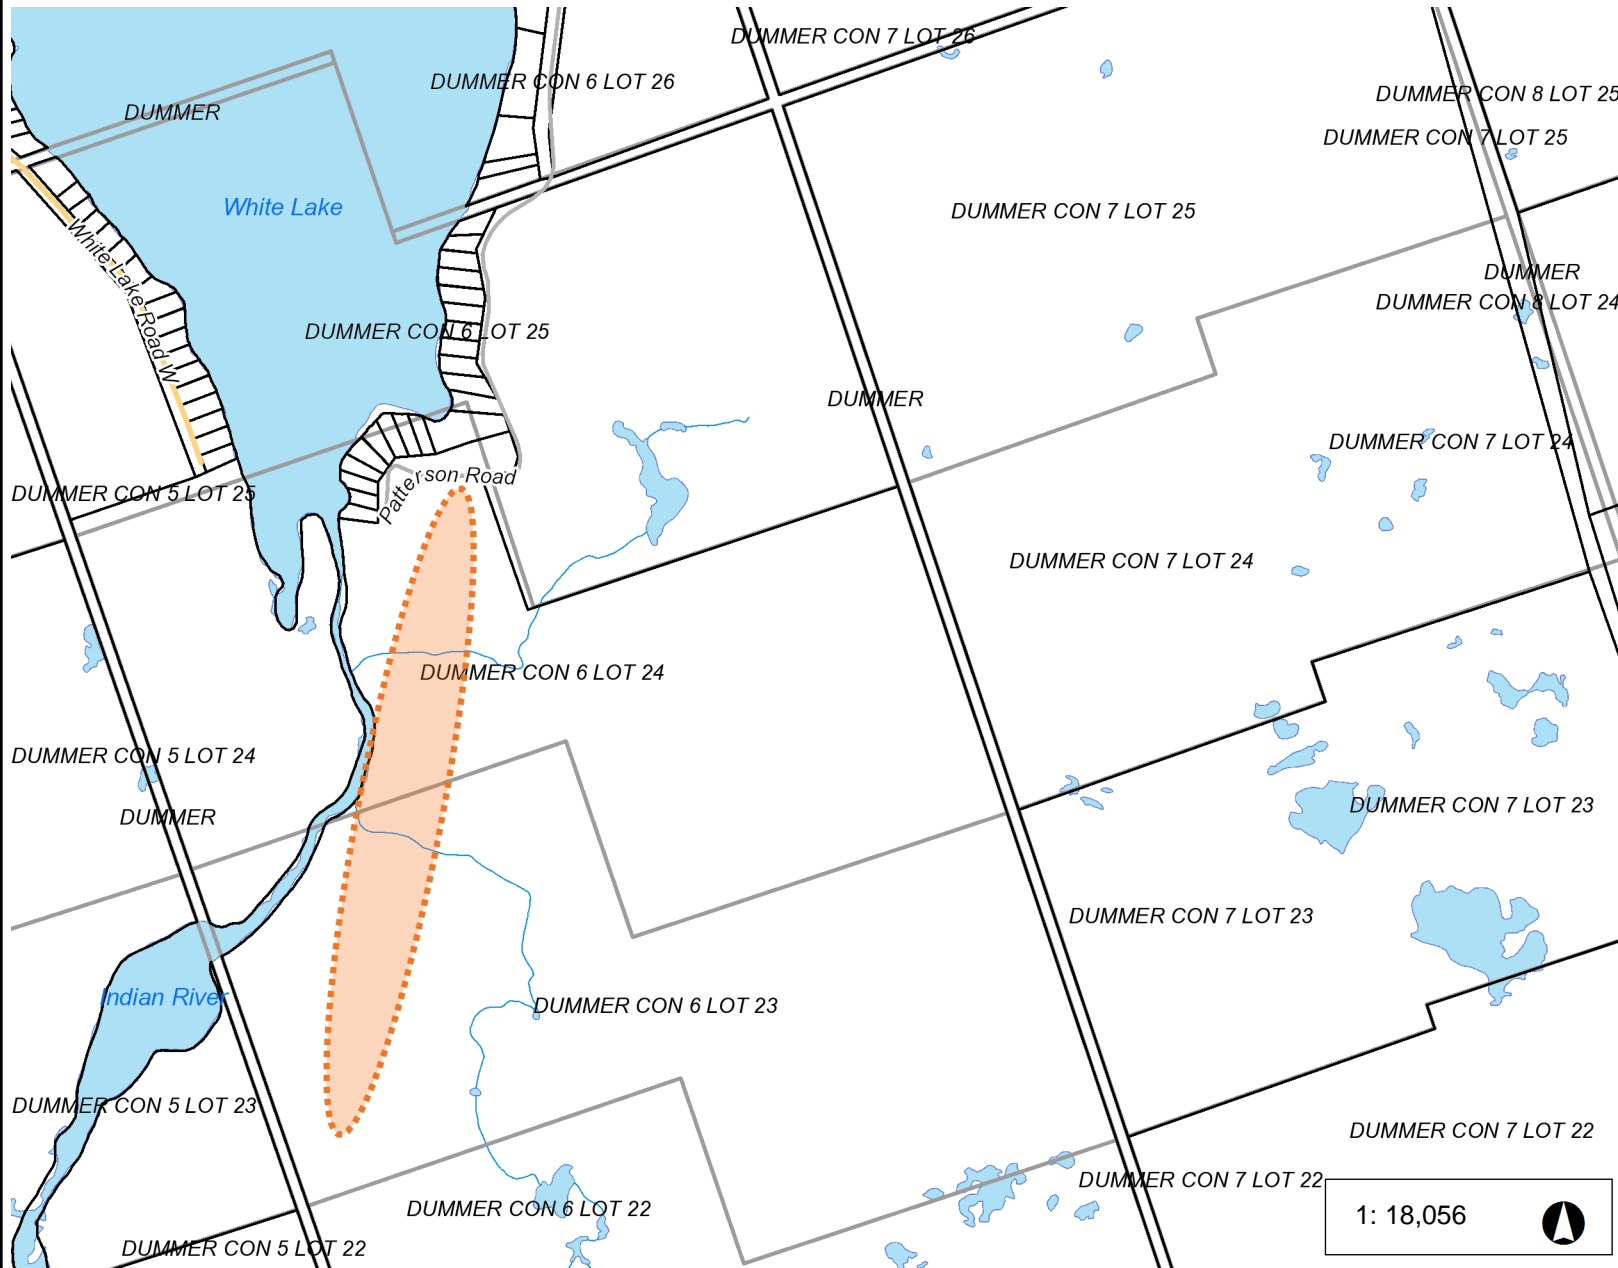 DUMMER CON 7 LOT 26
DUMMER CON 6 LOT 26
DUMMER CON 8 LOT 25
DUMMER
DUMMER CON 7 LOT 25
White Lake
DUMMER CON 7 LOT 25
White Lake Road W
DUMMER
DUMMER CON 8 LOT 24
DUMMER CON 6 LOT 25
DUMMER
DUMMER CON 7 LOT 24
Patterson Road
DUMMER CON 5 LOT 25
DUMMER CON 7 LOT 24
DUMMER CON 6 LOT 24
DUMMER CON 5 LOT 24
DUMMER CON 7 LOT 23
DUMMER
DUMMER CON 7 LOT 23
Indian River
DUMMER CON 6 LOT 23
DUMMER CON 5 LOT 23
DUMMER CON 7 LOT 22
DUMMER CON 7 LOT 22
DUMMER CON 6 LOT 22
1: 18,056
DUMMER CON 5 LOT 22